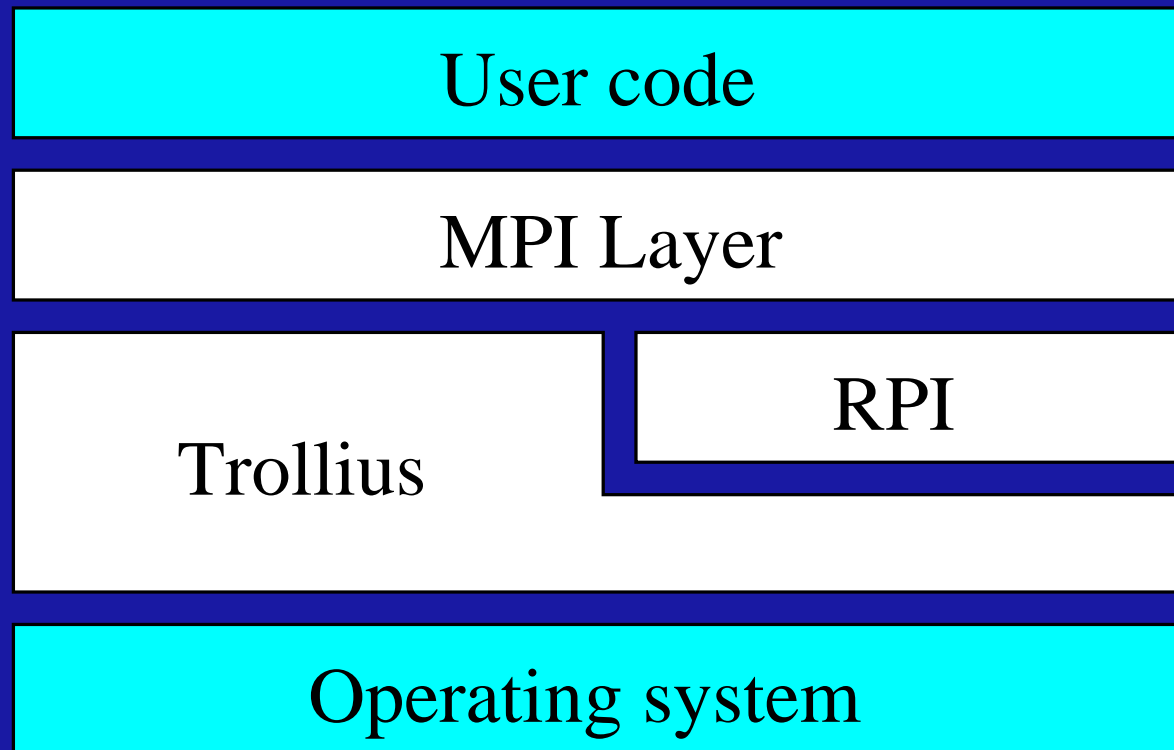 User code
MPI Layer
RPI
Trollius
Operating system